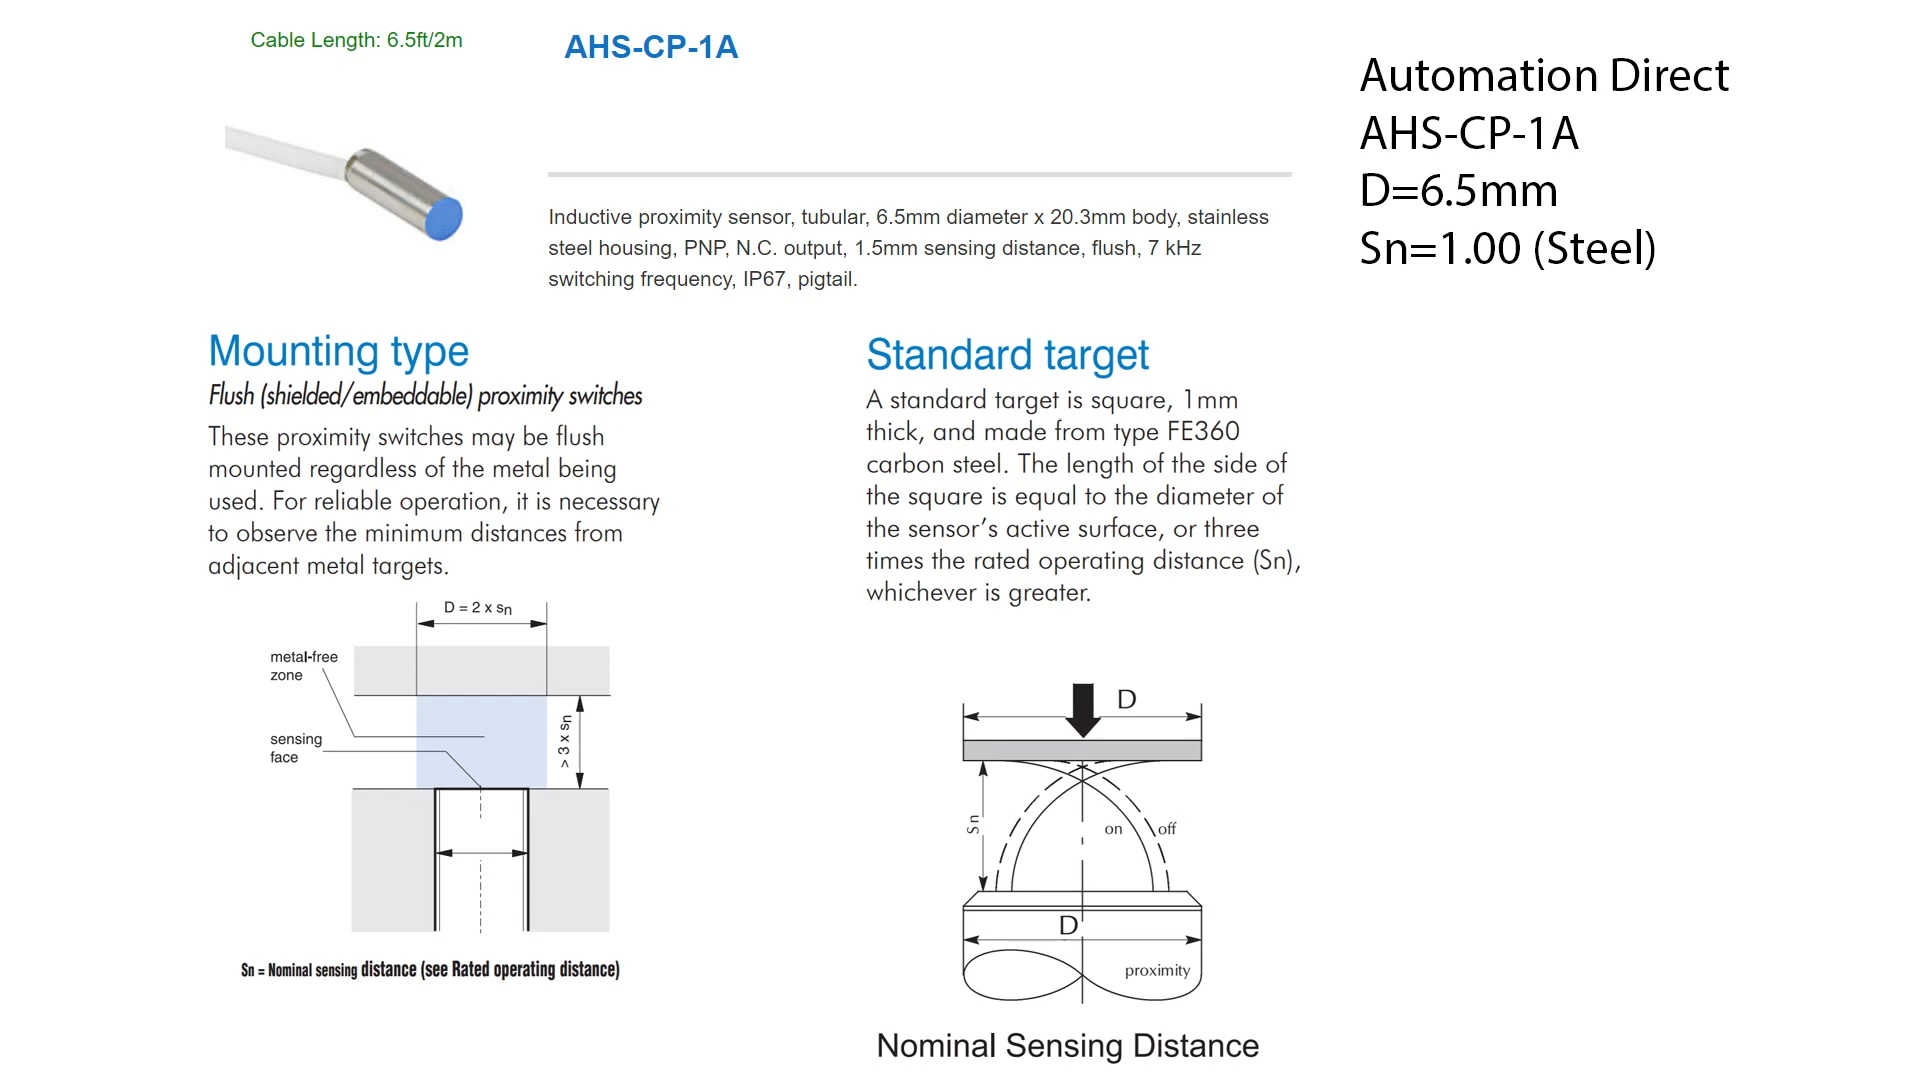 Cable Length: 6.5ft/2m
AHS-CP-1A
Automation Direct
AHS-CP-1A
D=6.5mm
Sn=1.00 (Steel)
Inductive proximity sensor, tubular, 6.5mm diameter x 20.3mm body, stainless
steel housing, PNP, N.C. output, 1.5mm sensing distance, flush, 7 kHz
switching frequency, IP67, pigtail.
Mounting type
Flush (shielded/embeddable) proximity switches
These proximity switches may be flush
mounted regardless of the metal being
used. For reliable operation, it is necessary
to observe the minimum distances from
adjacent metal targets.
D = 2 x sn
metal-free
zone
> 3 x sn
sensing
face
Sn = Nominal sensing distance (see Rated operating distance)
Standard target
A standard target is square, 1mm
thick, and made from type FE360
carbon steel. The length of the side of
the square is equal to the diameter of
the sensor’s active surface, or three
times the rated operating distance (Sn),
whichever is greater.
D
Sn
on
off
D
proximity
Nominal Sensing Distance